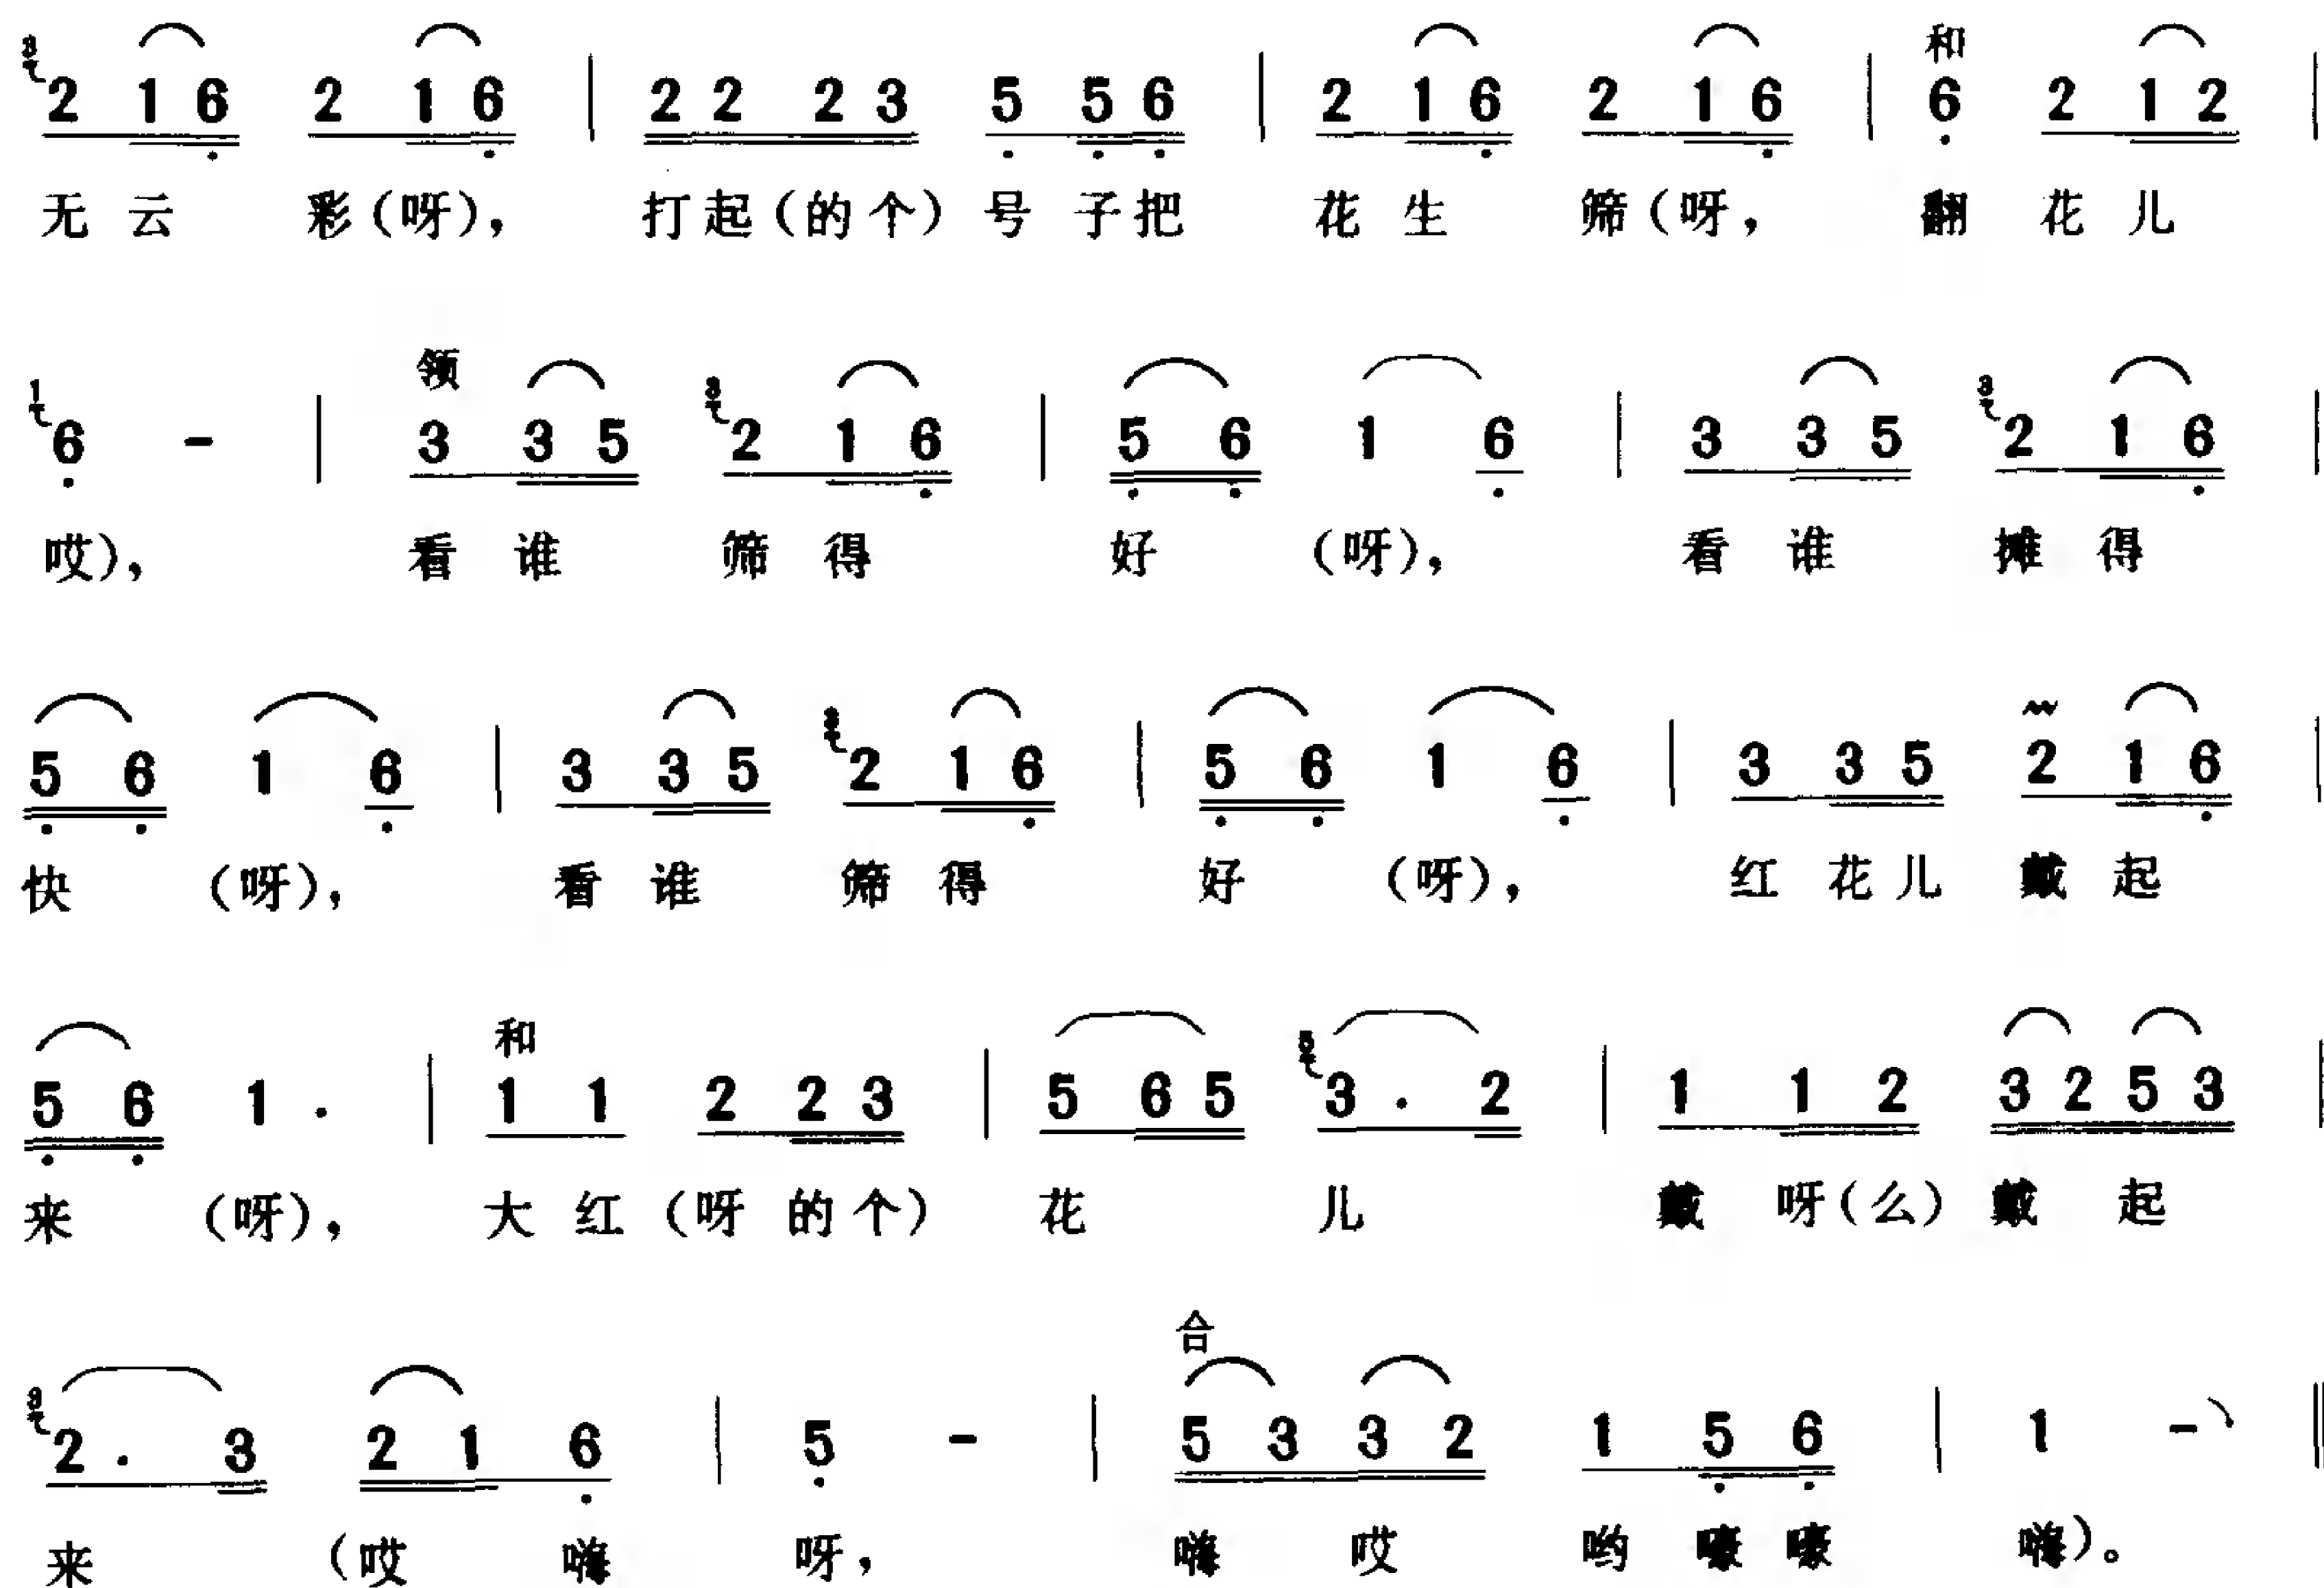 和
3 2 1 6 2 1 6 | 2 2 2 3 5 5 6 | 2 1 6 2 1 6 | 6 2 1 2 |
无云 彩(呀), 打起(的个)号子把 花生 筛(呀, 翻花儿
领
1 6 - | 3 3 5 3 2 1 6 | 5 6 1 6 | 3 3 5 3 2 1 6 |
哎), 看谁 筛得 好 (呀), 看谁 摊得
5 6 1 6 | 3 3 5 3 2 1 6 | 5 6 1 6 | 3 3 5 2 1 6 |
快 (呀), 看谁 筛得 好 (呀), 红花儿戴起
和
5 6 1 . | 1 1 2 2 3 | 5 6 5 5 3 . 2 | 1 1 2 3 2 5 3 |
来 (呀), 大红(呀的个) 花 儿 戴 呀(么)戴起
合
3 2 . 3 2 1 6 | 5 - | 5 3 3 2 1 5 6 | 1 - ‖
来 (哎 嗨 呀, 嗨 哎 哟嚎嚎 嗨)。